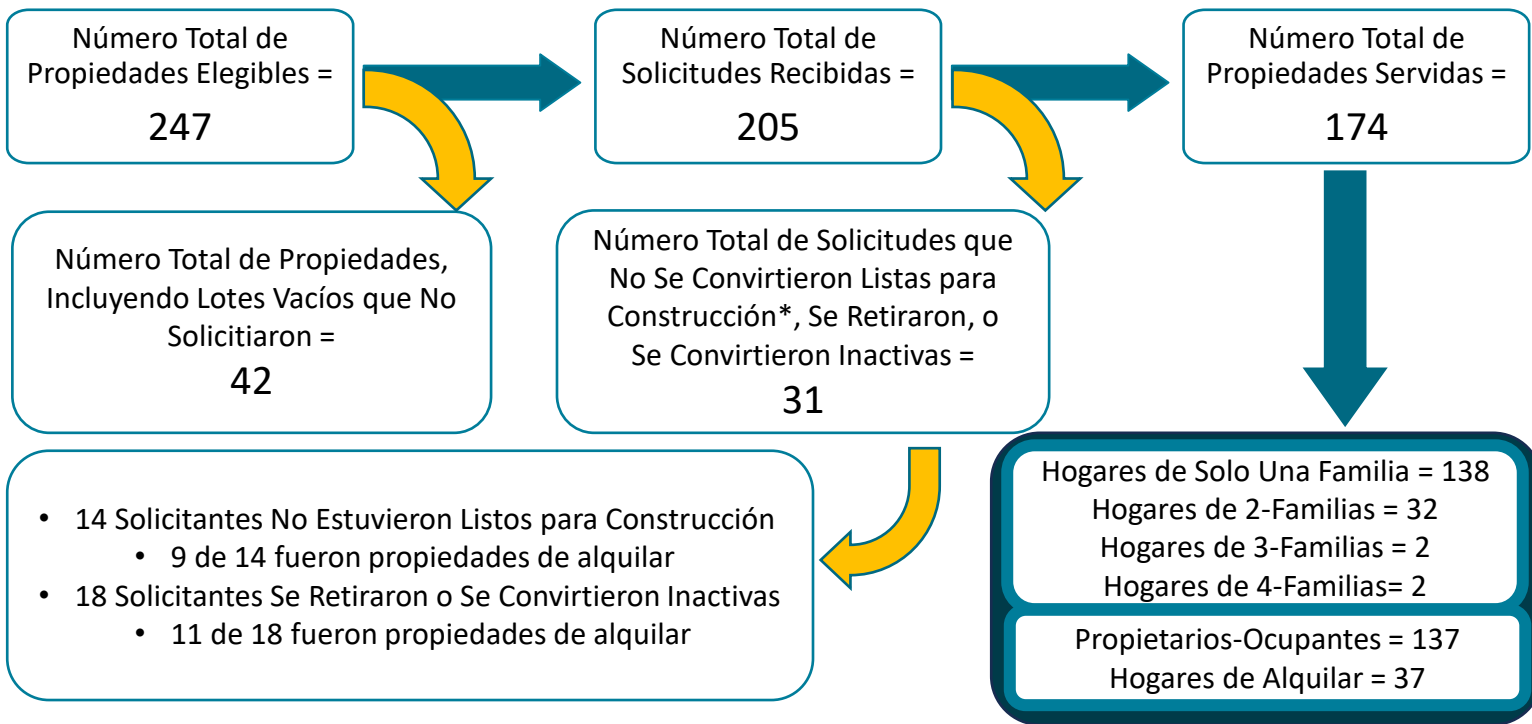 Número Total de
Propiedades Elegibles =
247
Número Total de
Solicitudes Recibidas =
205
Número Total de
Propiedades Servidas =
174
Número Total de Propiedades,
Incluyendo Lotes Vacíos que No
Solicitiaron =
42
Número Total de Solicitudes que
No Se Convirtieron Listas para
Construcción*, Se Retiraron, o
Se Convirtieron Inactivas =
31
• 14 Solicitantes No Estuvieron Listos para Construcción
• 9 de 14 fueron propiedades de alquilar
• 18 Solicitantes Se Retiraron o Se Convirtieron Inactivas
• 11 de 18 fueron propiedades de alquilar
Hogares de Solo Una Familia = 138
Hogares de 2-Familias = 32
Hogares de 3-Familias = 2
Hogares de 4-Familias= 2
Propietarios-Ocupantes = 137
Hogares de Alquilar = 37